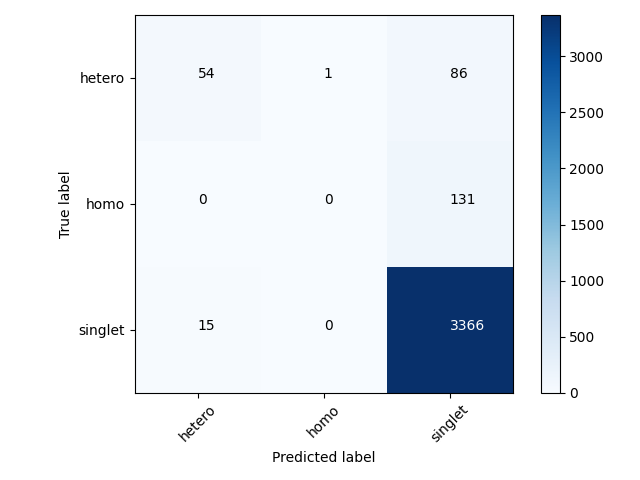 hetero
homo
singlet
True label
54 1 86
0 0 131
15 0 3366
hetero homo singlet
Predicted label
3000
2500
2000
1500
1000
500
0